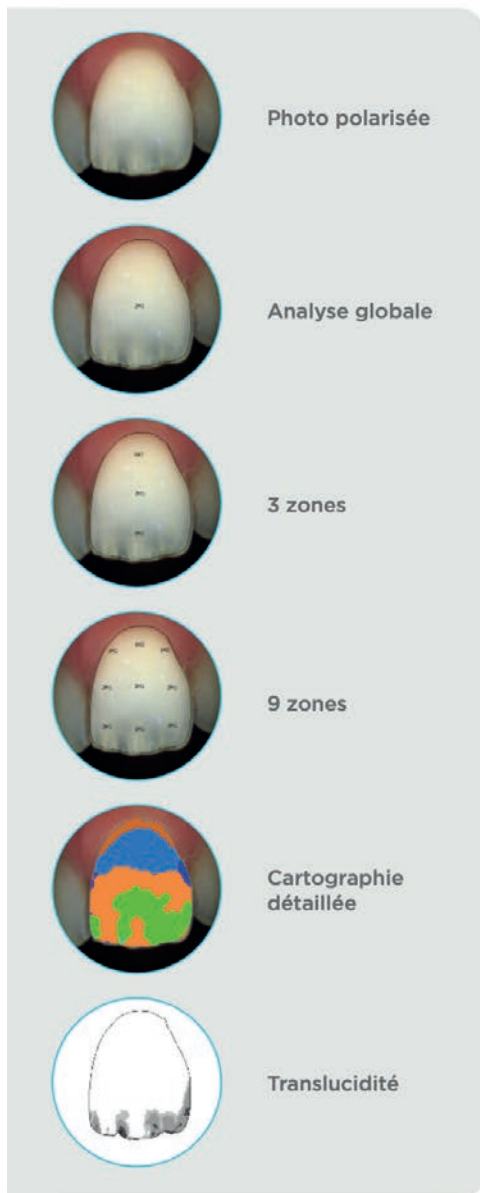 Photo polarisée
Analyse globale
3 zones
9 zones
Cartographie
détaillée
Translucidité